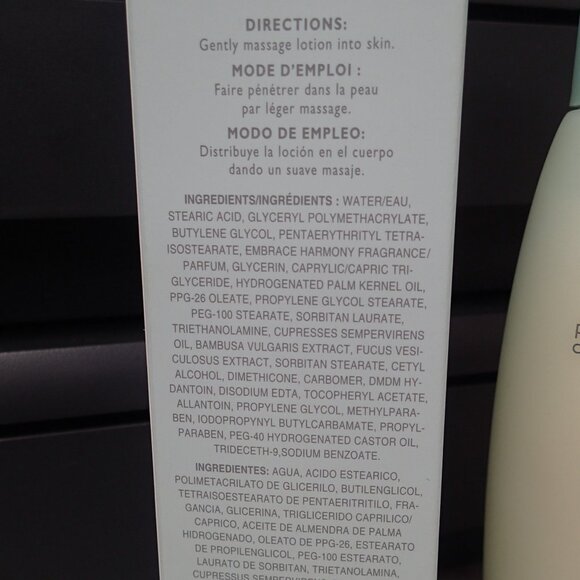 DIRECTIONS:
Gently massage lotion into skin.
MODE D'EMPLOI :
Faire pénétrer dans la peau
par léger massage.
MODO DE EMPLEO:
Distribuye la loción en el cuerpo
dando un suave masaje.
INGREDIENTS/INGRÉDIENTS : WATER/EAU,
STEARIC ACID, GLYCERYL POLYMETHACRYLATE,
BUTYLENE GLYCOL, PENTAERYTHRITYL TETRA-
ISOSTEARATE, EMBRACE HARMONY FRAGRANCE/
PARFUM, GLYCERIN, CAPRYLIC/CAPRIC TRI-
GLYCERIDE, HYDROGENATED PALM KERNEL OIL,
PPG-26 OLEATE, PROPYLENE GLYCOL STEARATE,
PEG-100 STEARATE, SORBITAN LAURATE,
TRIETHANOLAMINE, CUPRESSES SEMPERVIRENS
OIL, BAMBUSA VULGARIS EXTRACT, FUCUS VESI-
CULOSUS EXTRACT, SORBITAN STEARATE, CETYL
ALCOHOL, DIMETHICONE, CARBOMER, DMDM HY-
DANTOIN, DISODIUM EDTA, TOCOPHERYL ACETATE,
ALLANTOIN, PROPYLENE GLYCOL, METHYLPARA-
BEN, IODOPROPYNYL BUTYLCARBAMATE, PROPYL-
PARABEN, PEG-40 HYDROGENATED CASTOR OIL,
TRIDECETH-9,SODIUM BENZOATE.
INGREDIENTES: AGUA, ACIDO ESTEARICO,
POLIMETACRILATO DE GLICERILO, BUTILENGLICOL,
TETRAISOESTEARATO DE PENTAERITRITILO, FRA-
GANCIA, GLICERINA, TRIGLICERIDO CAPRILICO/
CAPRICO, ACEITE DE ALMENDRA DE PALMA
HIDROGENADO, OLEATO DE PPG-26, ESTEARATO
DE PROPILENGLICOL, PEG-100 ESTEARATO,
LAURATO DE SORBITAN, TRIETANOLAMINA,